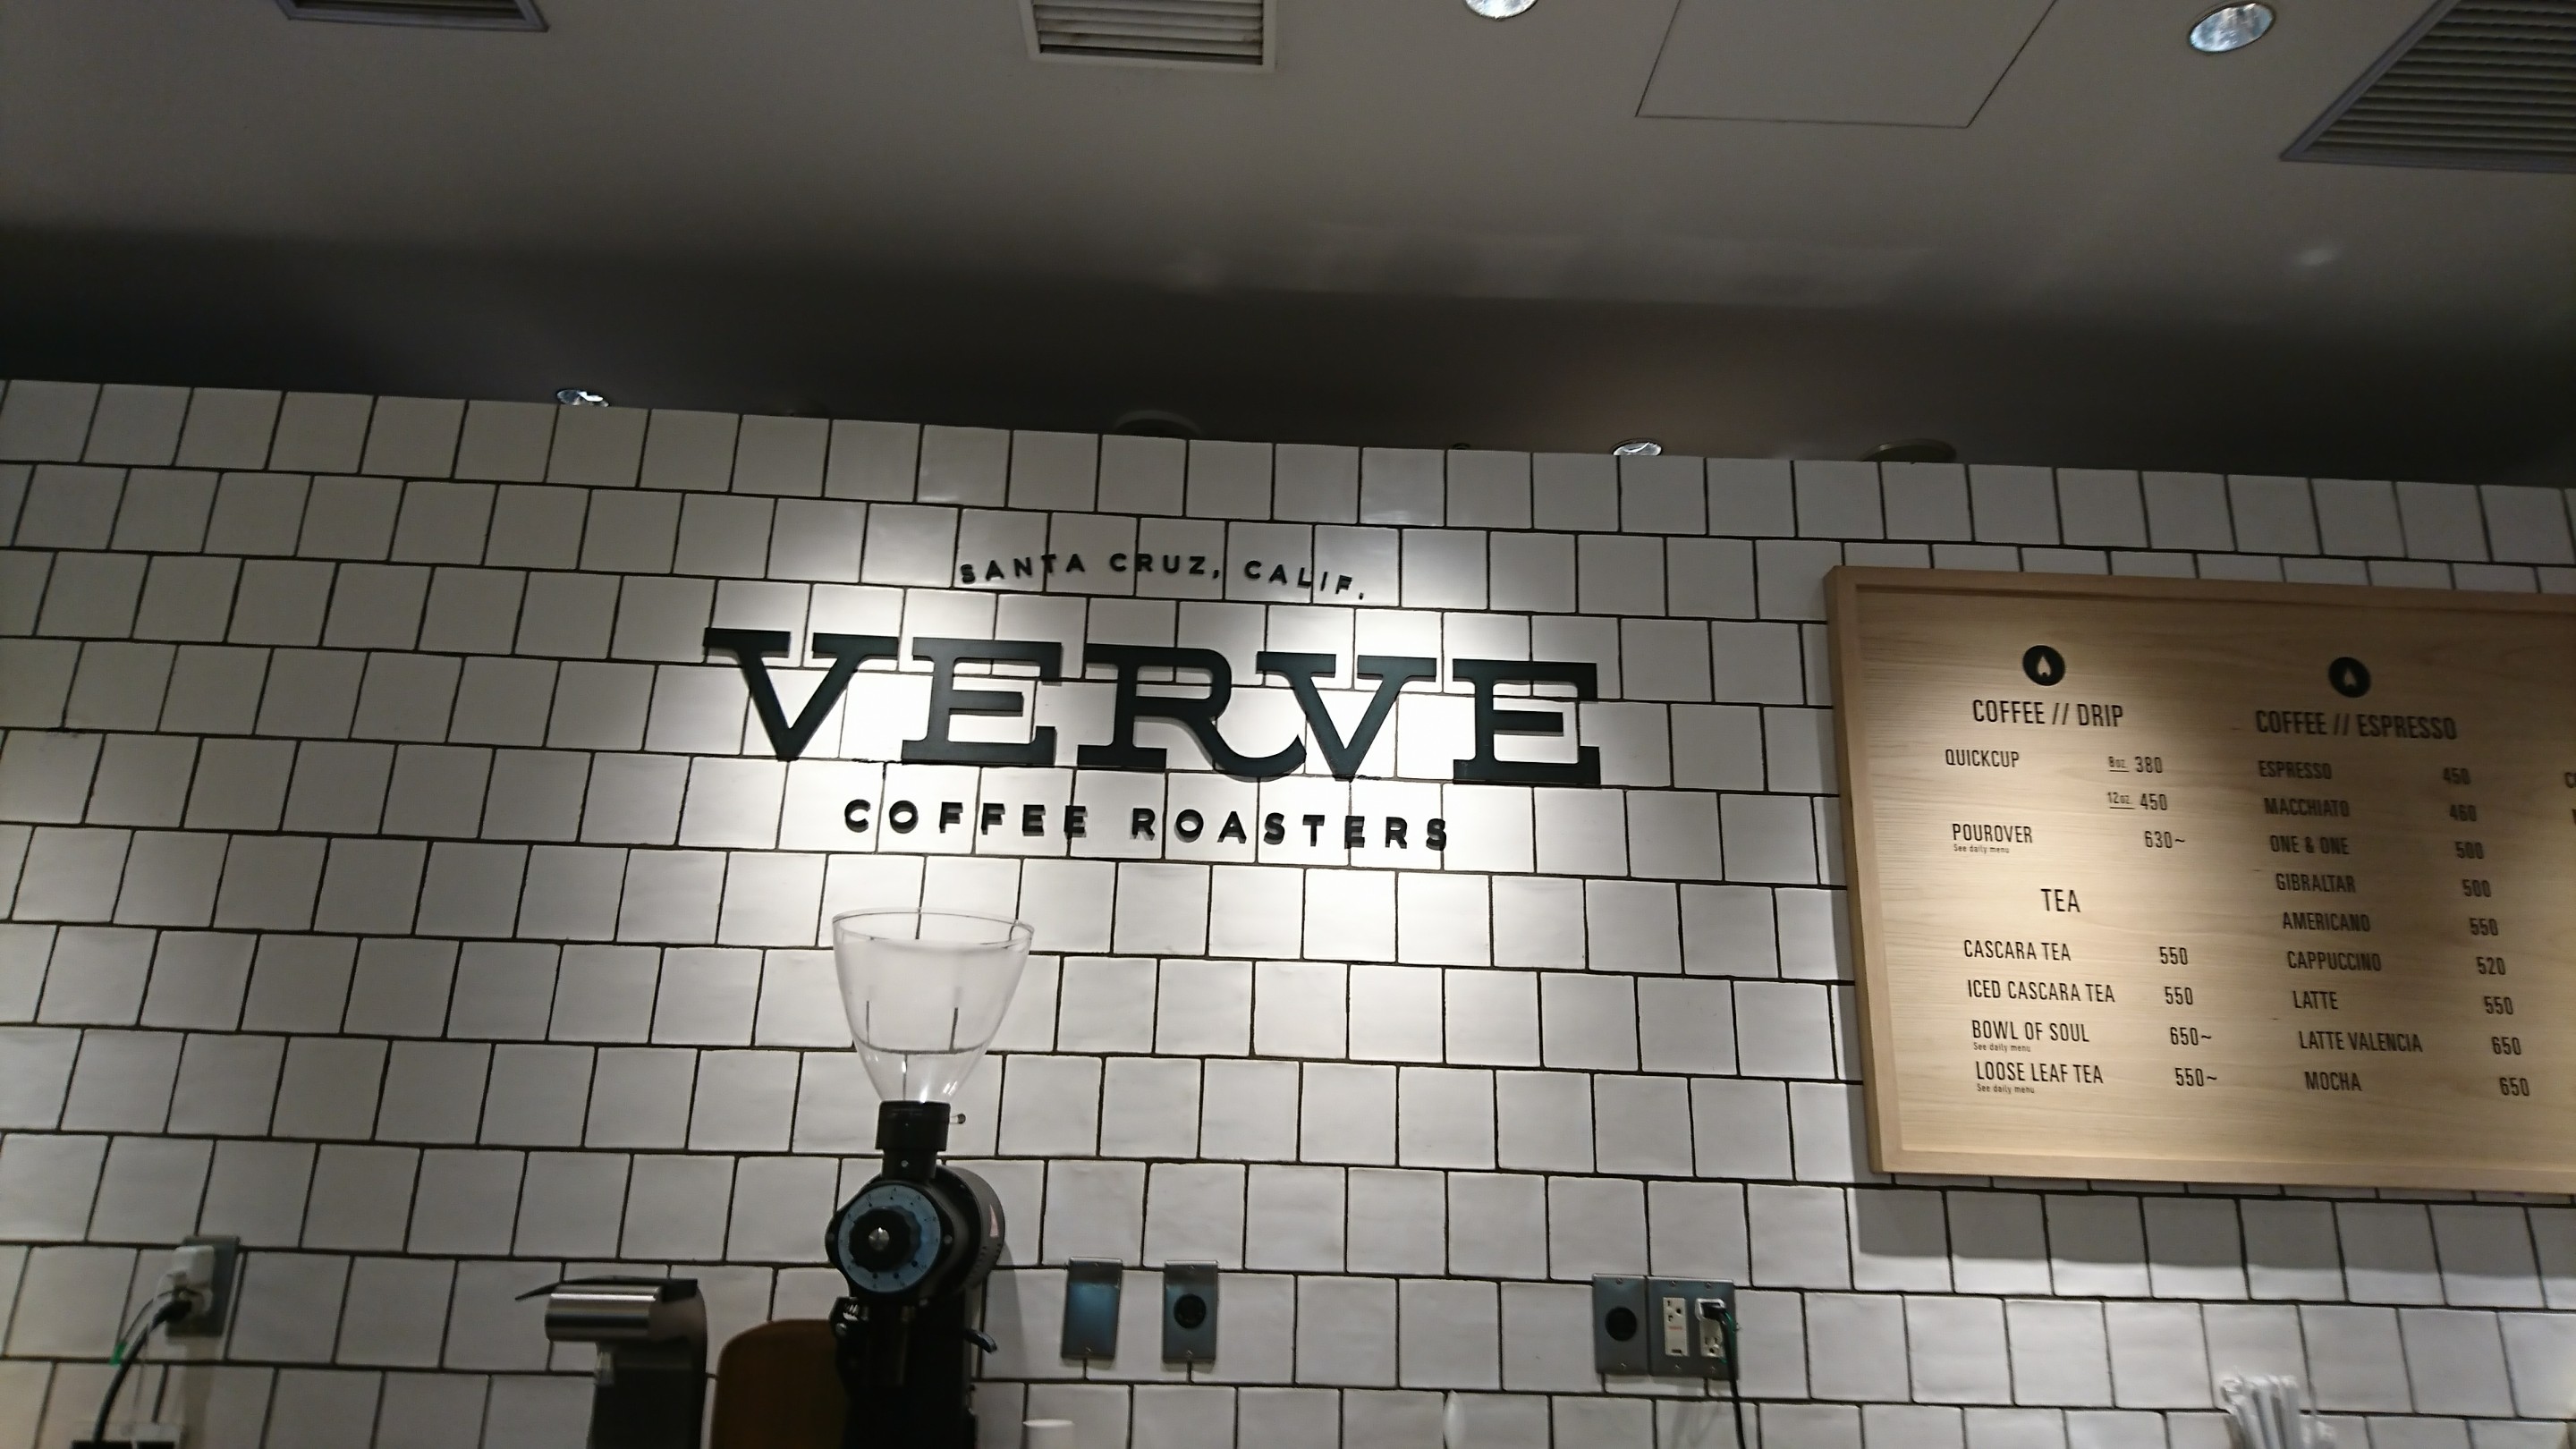 SANTA CRUZ, CALIF.
VERVE
COFFEE ROASTERS
COFFEE // DRIP
QUICKCUP 8oz. 380
12oz. 450
POUROVER 630~
See daily menu
TEA
CASCARA TEA 550
ICED CASCARA TEA 550
BOWL OF SOUL 650~
See daily menu
LOOSE LEAF TEA 550~
See daily menu
COFFEE // ESPRESSO
ESPRESSO 450
MACCHIATO 460
ONE & ONE 500
GIBRALTAR 500
AMERICANO 550
CAPPUCCINO 520
LATTE 550
LATTE VALENCIA 650
MOCHA 650